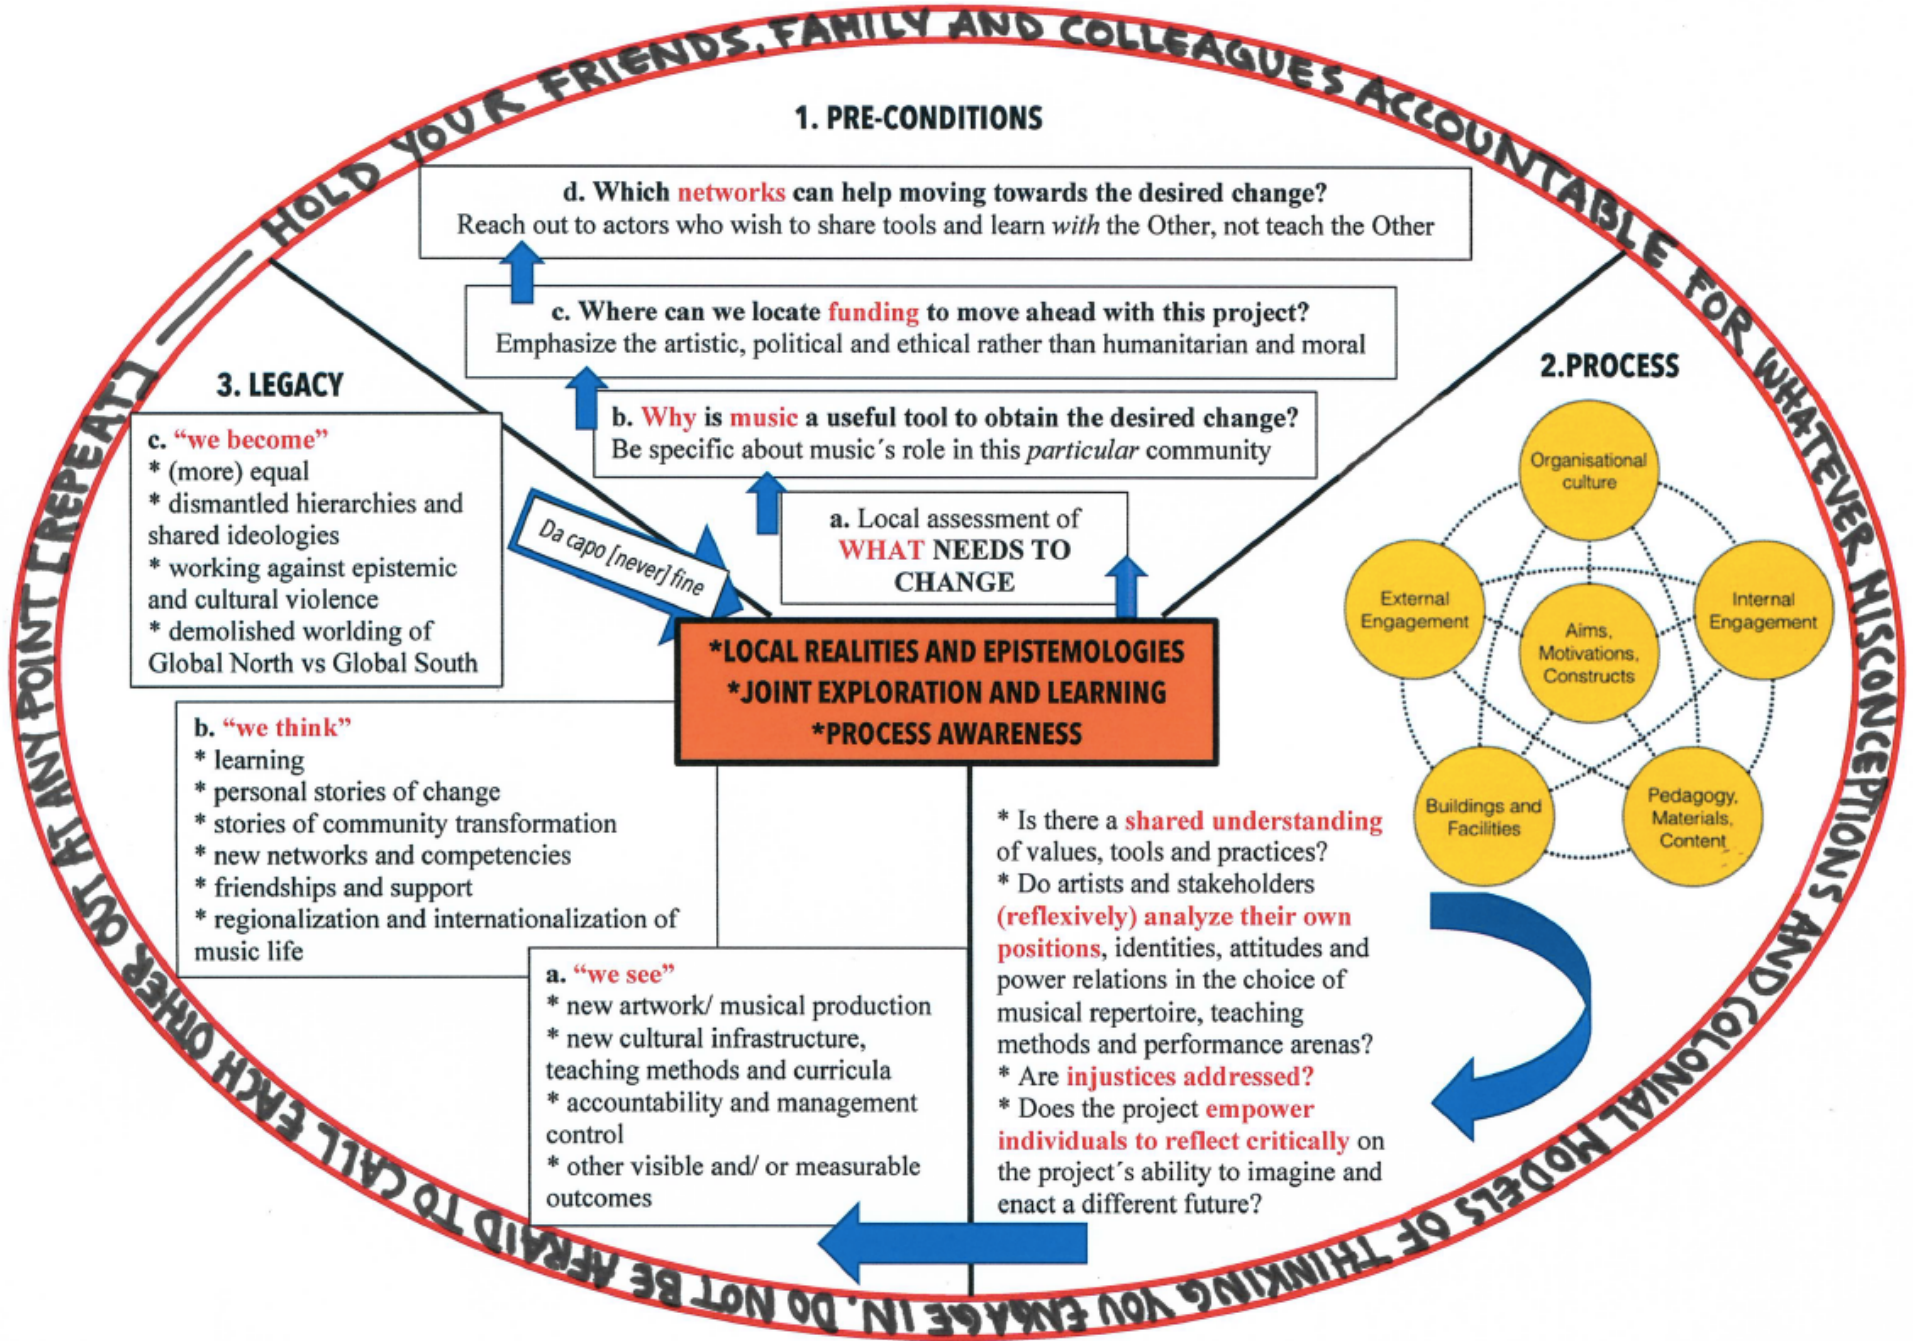 HOLD YOUR FRIENDS, FAMILY AND COLLEAGUES ACCOUNTABLE FOR WHATEVER MISCONCEPTIONS AND COLONIAL MODELS OF THINKING YOU ENGAGE IN. DO NOT BE AFRAID TO CALL EACH OTHER OUT AT ANY POINT [REPEAT] —
1. PRE-CONDITIONS
d. Which networks can help moving towards the desired change?
Reach out to actors who wish to share tools and learn with the Other, not teach the Other
c. Where can we locate funding to move ahead with this project?
Emphasize the artistic, political and ethical rather than humanitarian and moral
b. Why is music a useful tool to obtain the desired change?
Be specific about music´s role in this particular community
a. Local assessment of
WHAT NEEDS TO
CHANGE
*LOCAL REALITIES AND EPISTEMOLOGIES
*JOINT EXPLORATION AND LEARNING
*PROCESS AWARENESS
2.PROCESS
Organisational
culture
External
Engagement
Internal
Engagement
Aims,
Motivations,
Constructs
Buildings and
Facilities
Pedagogy,
Materials,
Content
* Is there a shared understanding
of values, tools and practices?
* Do artists and stakeholders
(reflexively) analyze their own
positions, identities, attitudes and
power relations in the choice of
musical repertoire, teaching
methods and performance arenas?
* Are injustices addressed?
* Does the project empower
individuals to reflect critically on
the project´s ability to imagine and
enact a different future?
3. LEGACY
c. “we become”
* (more) equal
* dismantled hierarchies and
shared ideologies
* working against epistemic
and cultural violence
* demolished worlding of
Global North vs Global South
b. “we think”
* learning
* personal stories of change
* stories of community transformation
* new networks and competencies
* friendships and support
* regionalization and internationalization of
music life
a. “we see”
* new artwork/ musical production
* new cultural infrastructure,
teaching methods and curricula
* accountability and management
control
* other visible and/ or measurable
outcomes
Da capo [never] fine